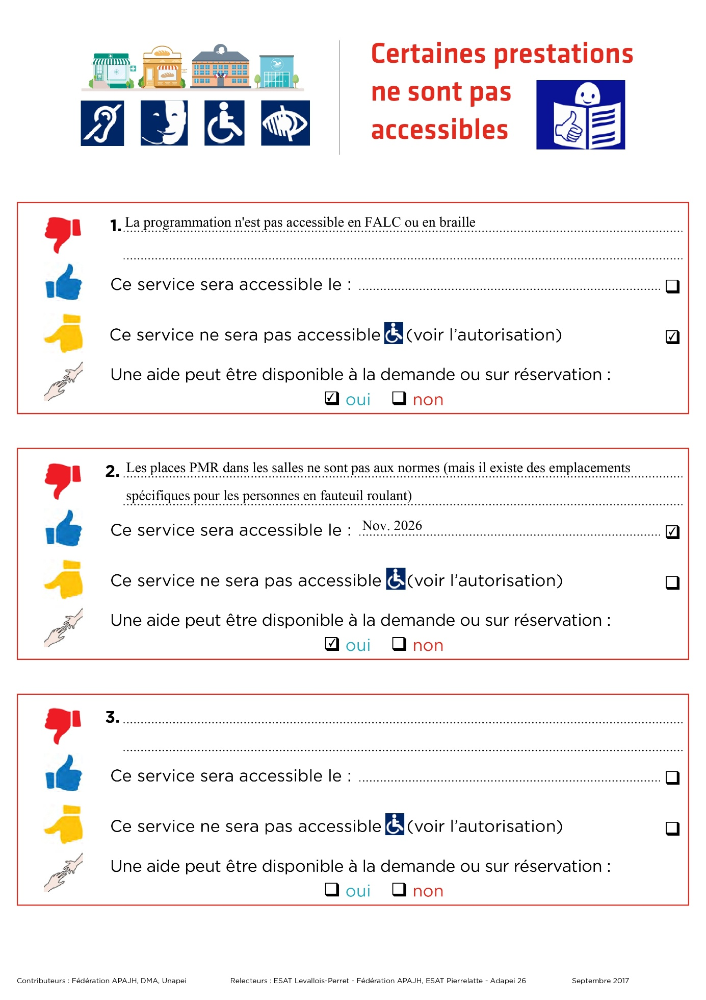 Certaines prestations
ne sont pas
accessibles
1. La programmation n'est pas accessible en FALC ou en braille
Ce service sera accessible le :
Ce service ne sera pas accessible (voir l'autorisation)
Une aide peut être disponible à la demande ou sur réservation :
oui non
2. Les places PMR dans les salles ne sont pas aux normes (mais il existe des emplacements
spécifiques pour les personnes en fauteuil roulant)
Ce service sera accessible le : Nov. 2026
Ce service ne sera pas accessible (voir l'autorisation)
Une aide peut être disponible à la demande ou sur réservation :
oui non
3.
Ce service sera accessible le :
Ce service ne sera pas accessible (voir l'autorisation)
Une aide peut être disponible à la demande ou sur réservation :
oui non
Contributeurs : Fédération APAJH, DMA, Unapei Relecteurs : ESAT Levallois-Perret - Fédération APAJH, ESAT Pierrelatte - Adapei 26 Septembre 2017